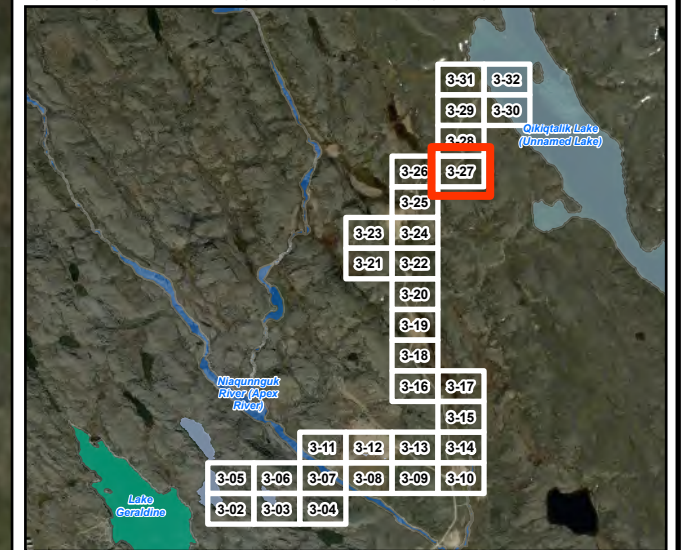 3-31 3-32
3-29 3-30
Qikiqtalik Lake
(Unnamed Lake)
3-28
3-26 3-27
3-25
3-23 3-24
3-21 3-22
3-20
3-19
3-18
3-16 3-17
Niaqunnguk
River (Apex
River)
3-15
3-11 3-12 3-13 3-14
3-05 3-06 3-07 3-08 3-09 3-10
Lake
Geraldine
3-02 3-03 3-04